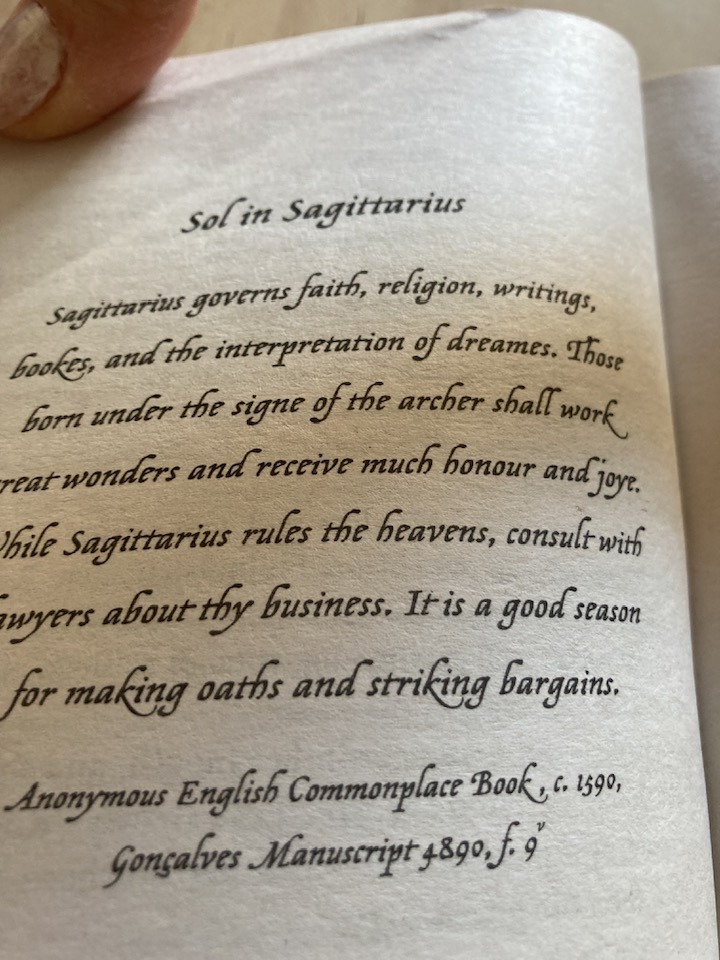 Sol in Sagittarius
Sagittarius governs faith, religion, writings,
bookes, and the interpretation of dreames. Those
born under the signe of the archer shall work
wonders and receive much honour and joye.
Sagittarius rules the heavens, consult with
about thy business. It is a good season
for making oaths and striking bargains.
Anonymous English Commonplace Book, c. 1590,
Gonçalves Manuscript 4890, f. 9v